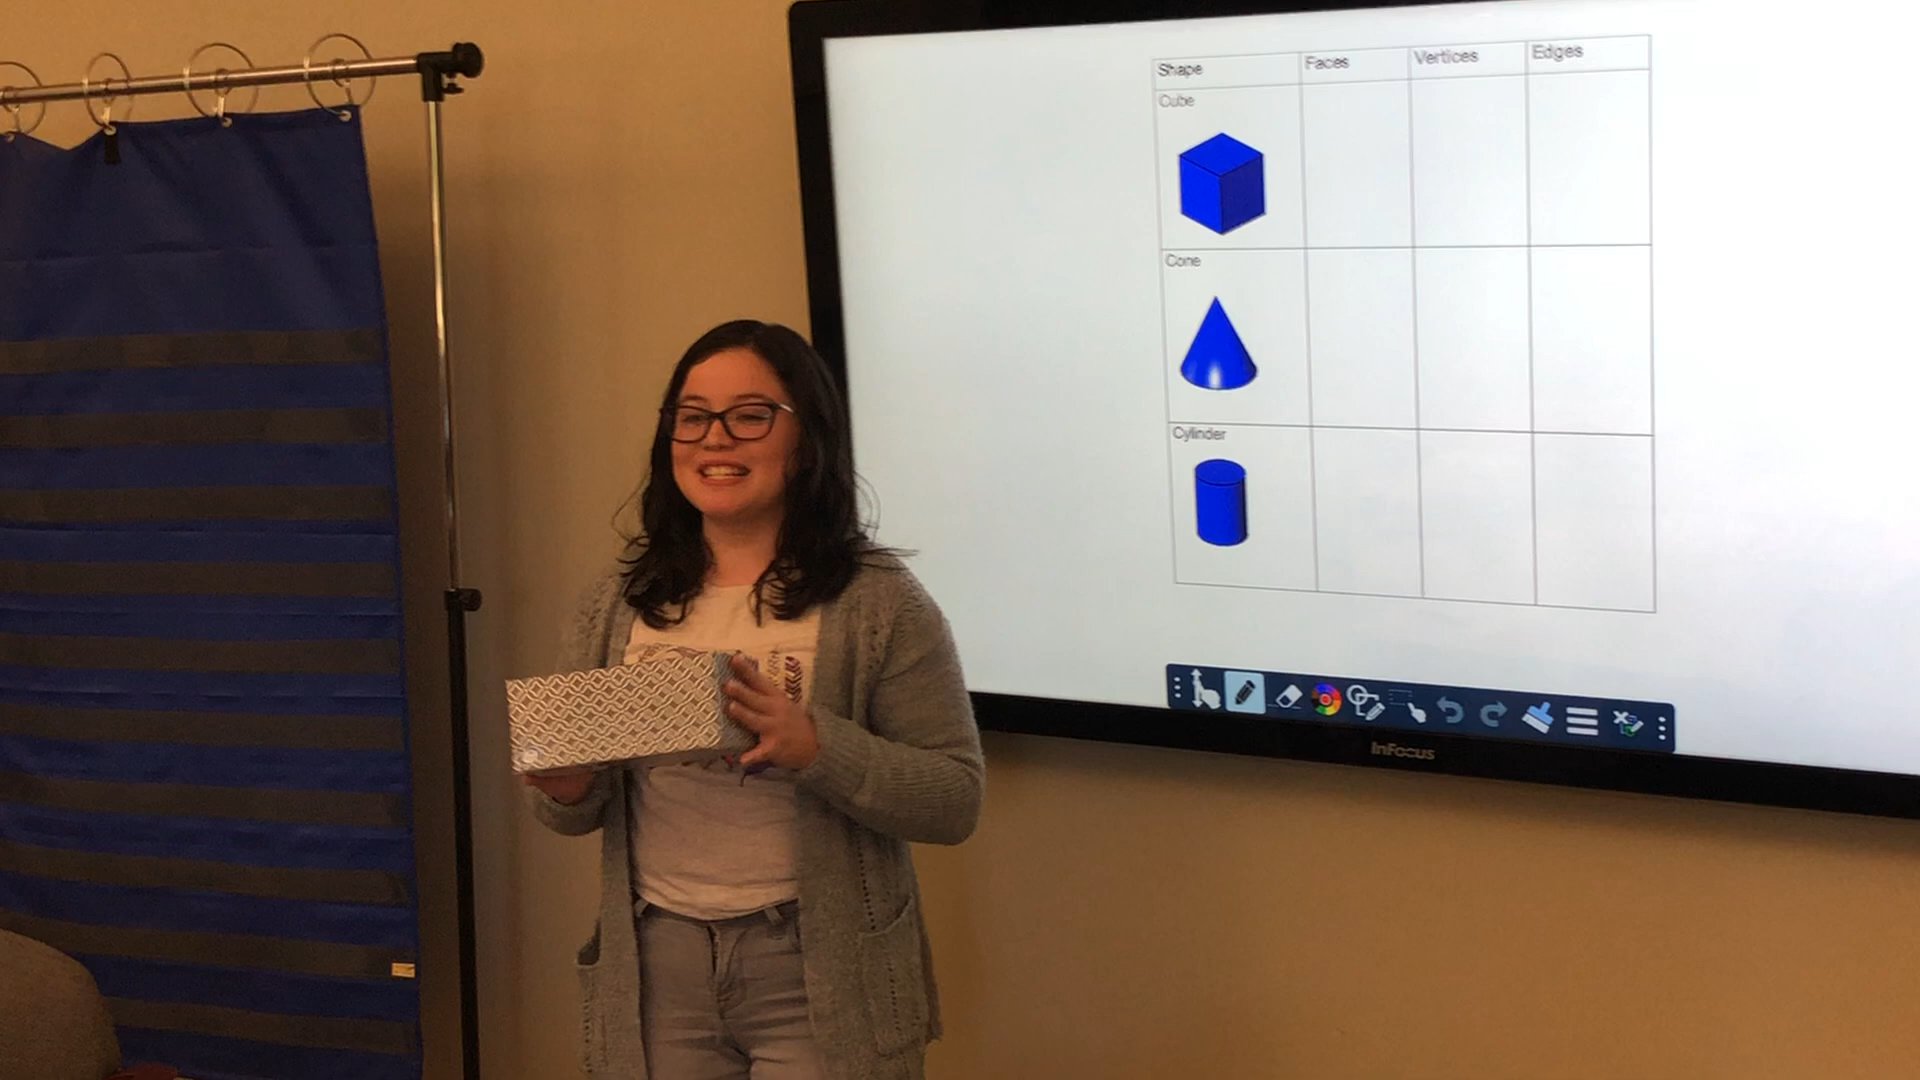 Shape Faces Vertices Edges
Cube
Cone
Cylinder
InFocus